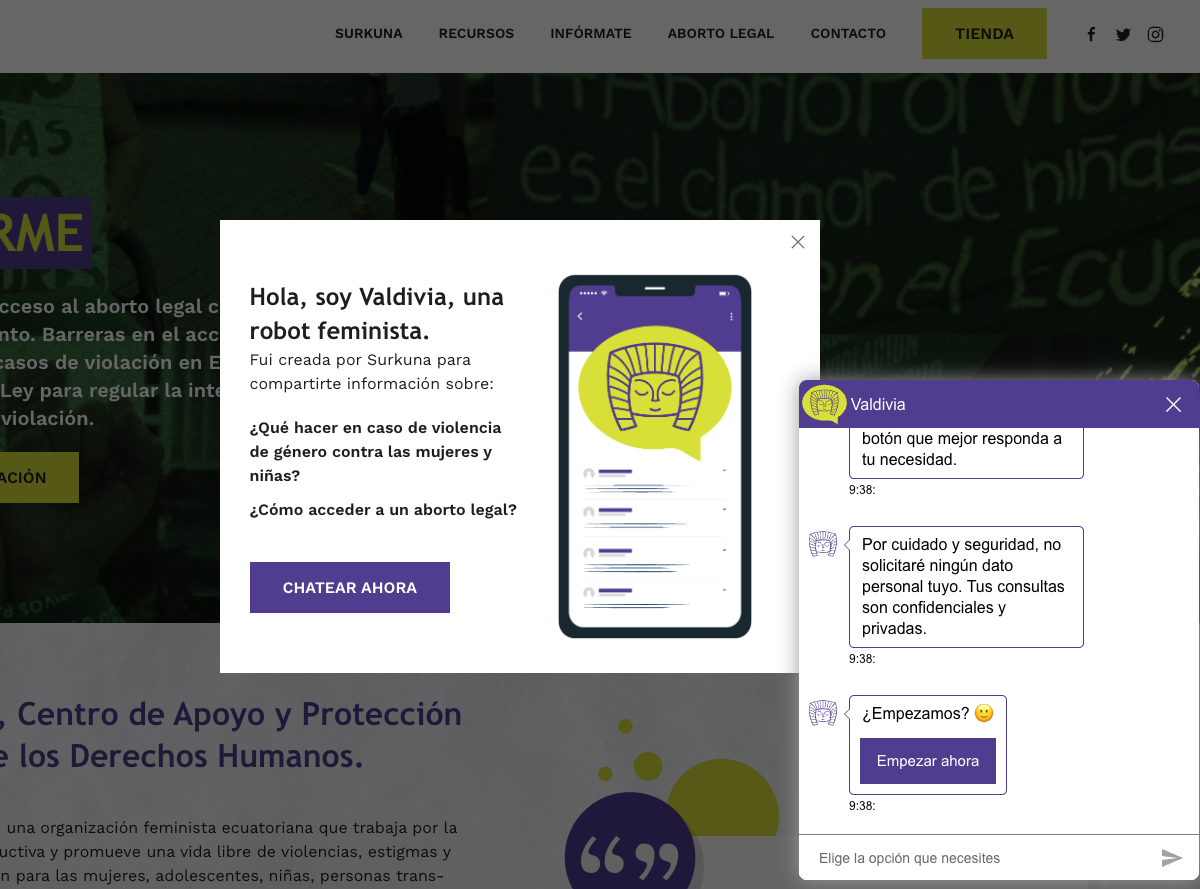 SURKUNA RECURSOS INFÓRMATE ABORTO LEGAL CONTACTO TIENDA
ÑAS
Aborto x Violación
es el clamor de niñas
en el Ecu
RME
cceso al aborto legal c
nto. Barreras en el acc
casos de violación en E
Ley para regular la inte
violación.
ACIÓN
Hola, soy Valdivia, una
robot feminista.
Fui creada por Surkuna para
compartirte información sobre:
¿Qué hacer en caso de violencia
de género contra las mujeres y
niñas?
¿Cómo acceder a un aborto legal?
CHATEAR AHORA
, Centro de Apoyo y Protección
e los Derechos Humanos.
una organización feminista ecuatoriana que trabaja por la
uctiva y promueve una vida libre de violencias, estigmas y
n para las mujeres, adolescentes, niñas, personas trans-
Valdivia
botón que mejor responda a
tu necesidad.
9:38:
Por cuidado y seguridad, no
solicitaré ningún dato
personal tuyo. Tus consultas
son confidenciales y
privadas.
9:38:
¿Empezamos? 🙂
Empezar ahora
9:38:
Elige la opción que necesites